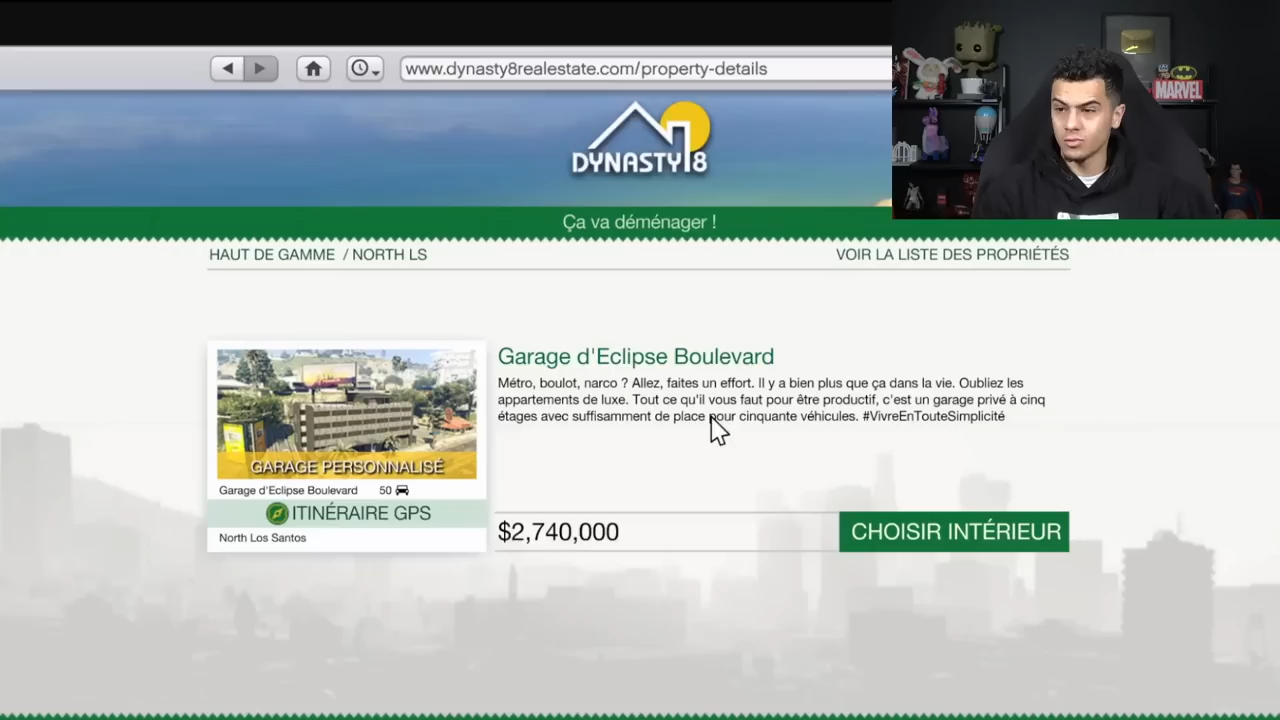 www.dynasty8realestate.com/property-details
MARVEL
DYNASTY8
Ça va déménager !
HAUT DE GAMME / NORTH LS
VOIR LA LISTE DES PROPRIÉTÉS
Garage d'Eclipse Boulevard
Métro, boulot, narco ? Allez, faites un effort. Il y a bien plus que ça dans la vie. Oubliez les
appartements de luxe. Tout ce qu'il vous faut pour être productif, c'est un garage privé à cinq
étages avec suffisamment de place pour cinquante véhicules. #VivreEnTouteSimplicité
GARAGE PERSONNALISÉ
Garage d'Eclipse Boulevard 50
ITINÉRAIRE GPS
North Los Santos
$2,740,000
CHOISIR INTÉRIEUR